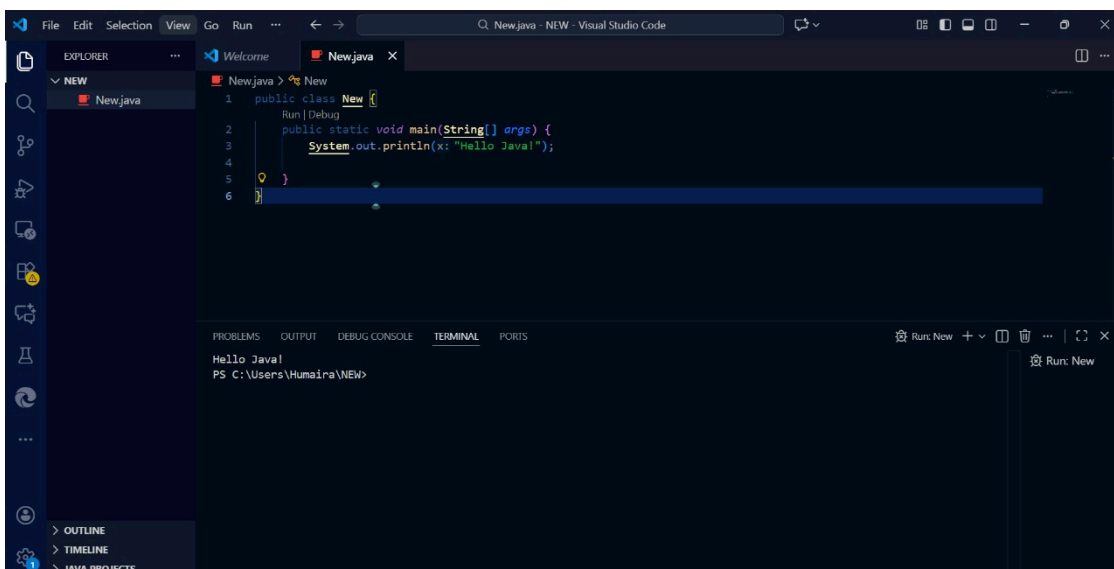 File Edit Selection View Go Run ... New.java - NEW - Visual Studio Code
EXPLORER ...
NEW
New.java
OUTLINE
TIMELINE
JAVA PROJECTS
1
Welcome New.java
New.java > New
1 public class New {
Run | Debug
2 public static void main(String[] args) {
3 System.out.println(x: "Hello Java!");
4
5 }
6 }
PROBLEMS OUTPUT DEBUG CONSOLE TERMINAL PORTS Run: New
Hello Java!
PS C:\Users\Humaira\NEW>
Run: New